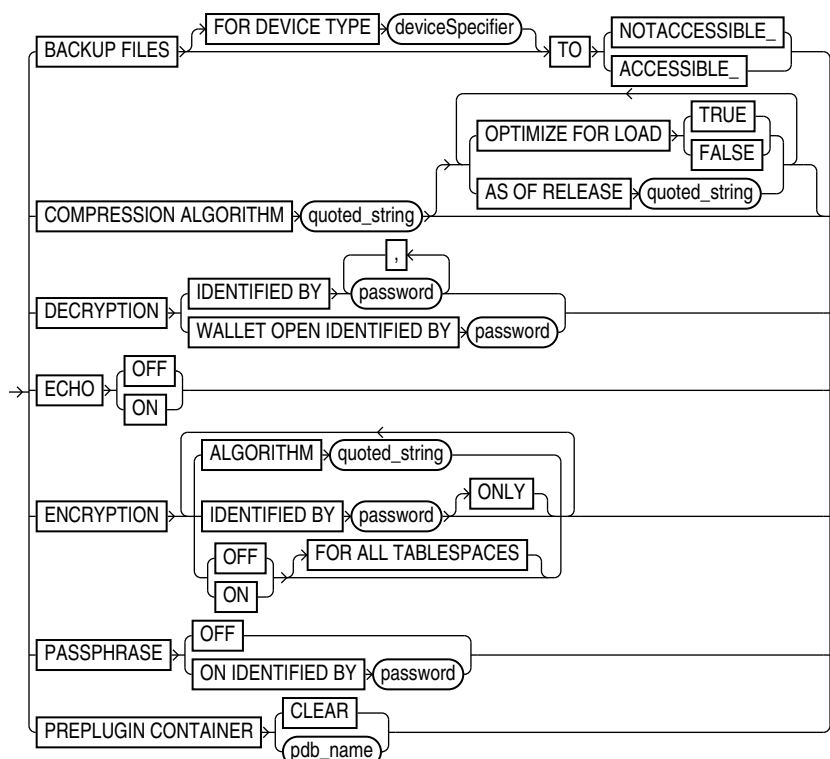 FOR DEVICE TYPE deviceSpecifier
BACKUP FILES
TO
NOTACCESSIBLE_
ACCESSIBLE_
OPTIMIZE FOR LOAD
TRUE
FALSE
AS OF RELEASE quoted_string
COMPRESSION ALGORITHM quoted_string
,
IDENTIFIED BY password
DECRYPTION
WALLET OPEN IDENTIFIED BY password
OFF
ECHO
ON
ALGORITHM quoted_string
ONLY
ENCRYPTION
IDENTIFIED BY password
OFF
FOR ALL TABLESPACES
ON
OFF
PASSPHRASE
ON IDENTIFIED BY password
CLEAR
PREPLUGIN CONTAINER
pdb_name